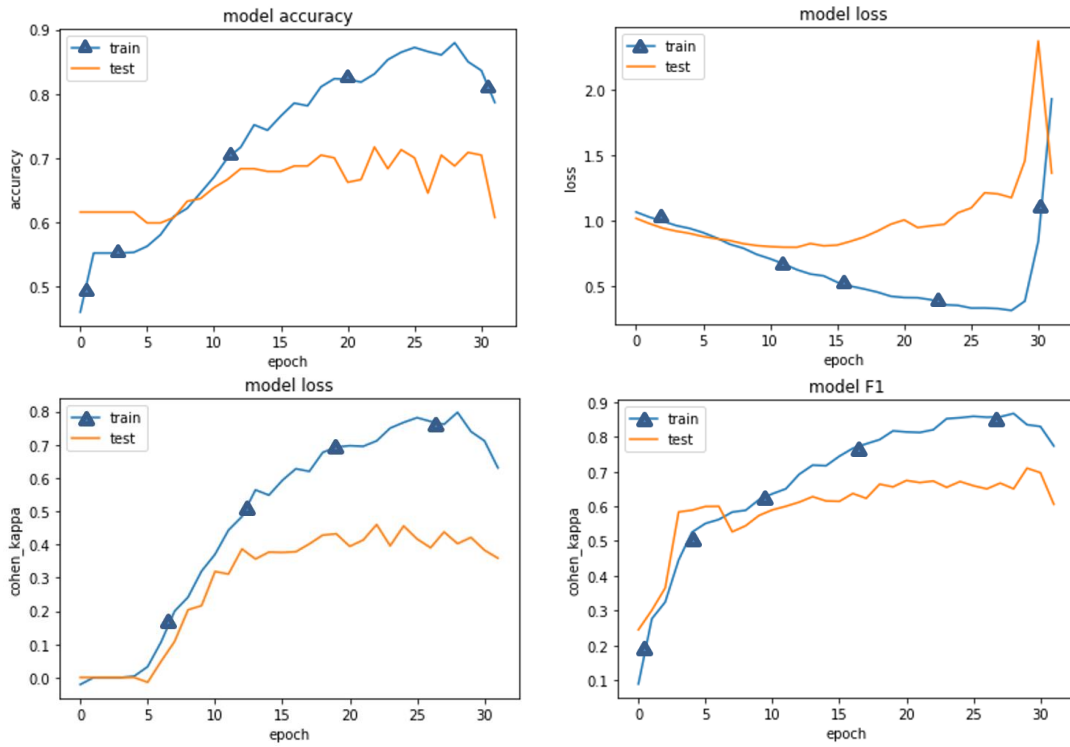 model accuracy
train
test
0.9
0.8
0.7
0.6
0.5
accuracy
0 5 10 15 20 25 30
epoch
model loss
train
test
2.0
1.5
1.0
0.5
loss
0 5 10 15 20 25 30
epoch
model loss
train
test
0.8
0.7
0.6
0.5
0.4
0.3
0.2
0.1
0.0
cohen_kappa
0 5 10 15 20 25 30
epoch
model F1
train
test
0.9
0.8
0.7
0.6
0.5
0.4
0.3
0.2
0.1
cohen_kappa
0 5 10 15 20 25 30
epoch